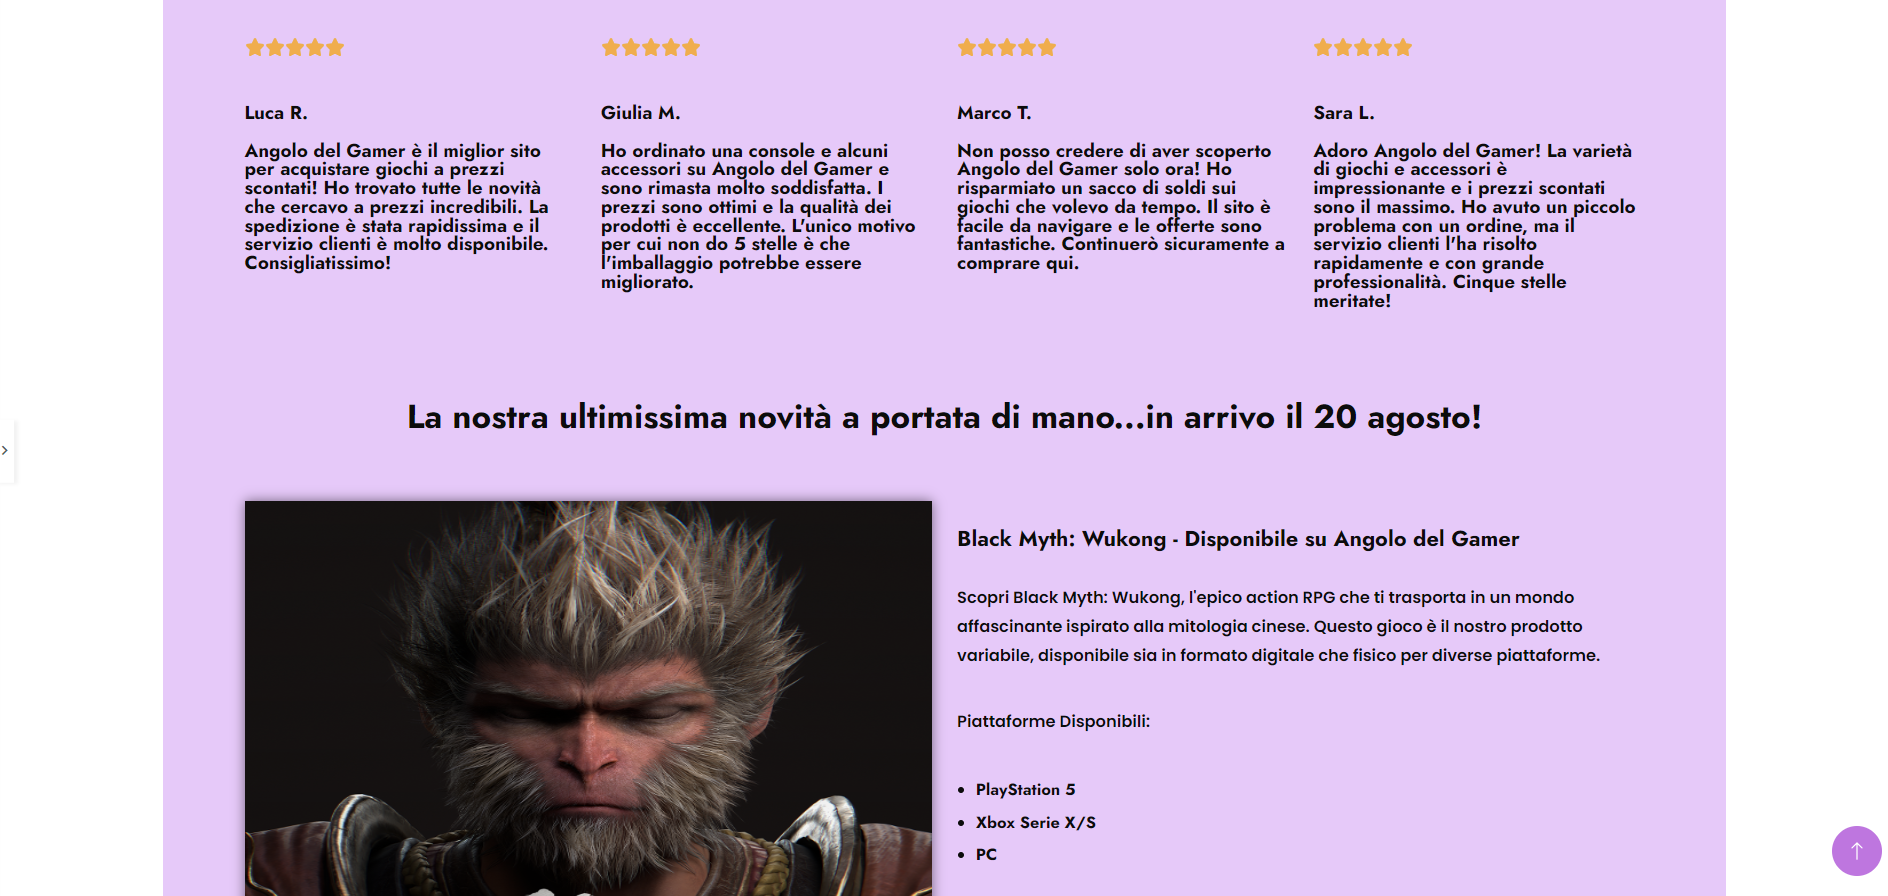 Luca R.
Angolo del Gamer è il miglior sito
per acquistare giochi a prezzi
scontati! Ho trovato tutte le novità
che cercavo a prezzi incredibili. La
spedizione è stata rapidissima e il
servizio clienti è molto disponibile.
Consigliatissimo!
Giulia M.
Ho ordinato una console e alcuni
accessori su Angolo del Gamer e
sono rimasta molto soddisfatta. I
prezzi sono ottimi e la qualità dei
prodotti è eccellente. L'unico motivo
per cui non do 5 stelle è che
l'imballaggio potrebbe essere
migliorato.
Marco T.
Non posso credere di aver scoperto
Angolo del Gamer solo ora! Ho
risparmiato un sacco di soldi sui
giochi che volevo da tempo. Il sito è
facile da navigare e le offerte sono
fantastiche. Continuerò sicuramente a
comprare qui.
Sara L.
Adoro Angolo del Gamer! La varietà
di giochi e accessori è
impressionante e i prezzi scontati
sono il massimo. Ho avuto un piccolo
problema con un ordine, ma il
servizio clienti l'ha risolto
rapidamente e con grande
professionalità. Cinque stelle
meritate!
La nostra ultimissima novità a portata di mano...in arrivo il 20 agosto!
Black Myth: Wukong - Disponibile su Angolo del Gamer
Scopri Black Myth: Wukong, l'epico action RPG che ti trasporta in un mondo
affascinante ispirato alla mitologia cinese. Questo gioco è il nostro prodotto
variabile, disponibile sia in formato digitale che fisico per diverse piattaforme.
Piattaforme Disponibili:
• PlayStation 5
• Xbox Serie X/S
• PC